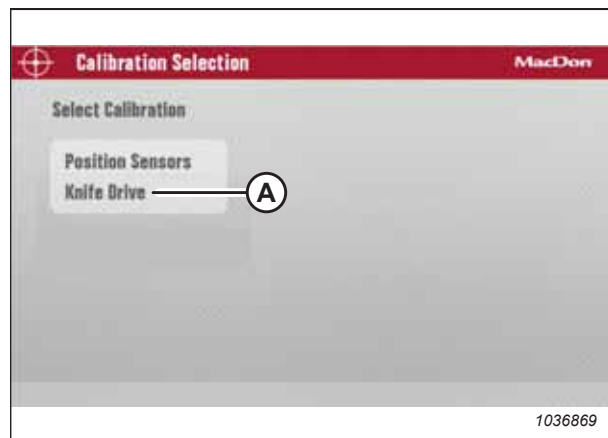 Calibration Selection MacDon
Select Calibration
Position Sensors
Knife Drive A
1036869